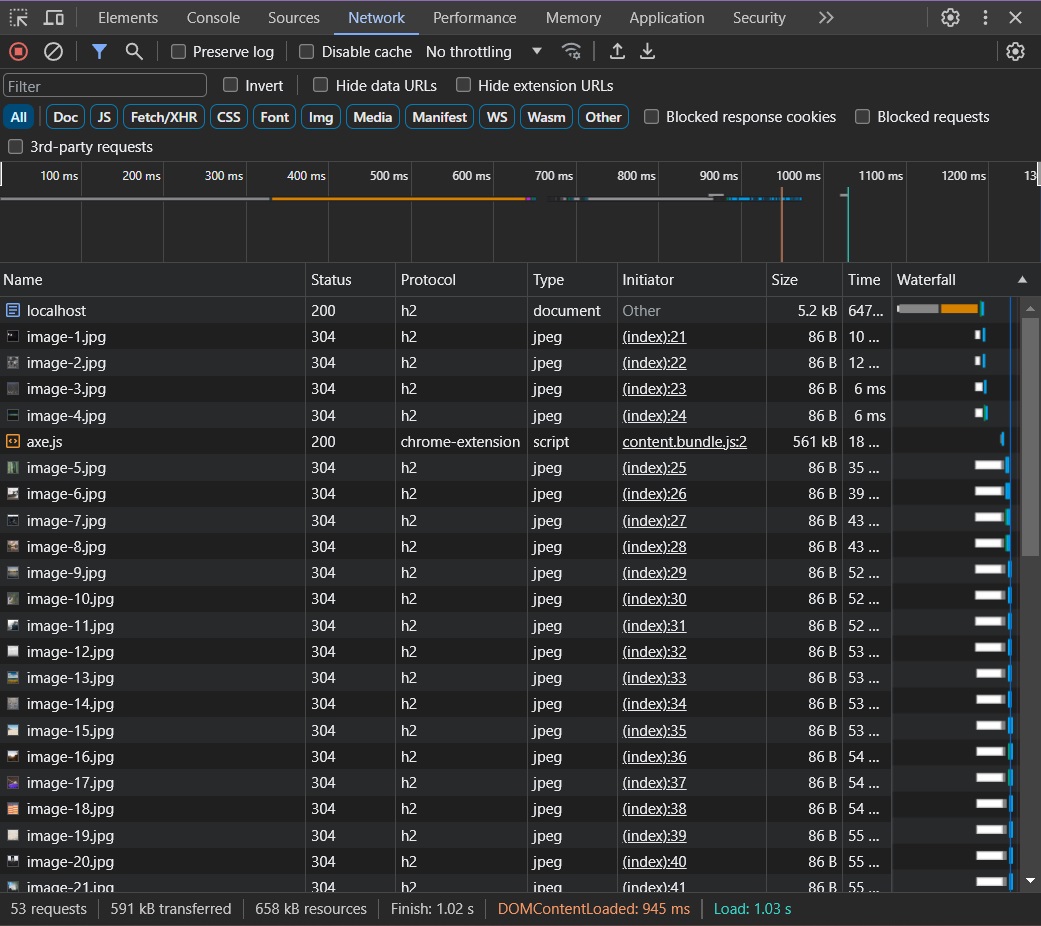 Elements Console Sources Network Performance Memory Application Security
Preserve log Disable cache No throttling
Filter Invert Hide data URLs Hide extension URLs
All Doc JS Fetch/XHR CSS Font Img Media Manifest WS Wasm Other Blocked response cookies Blocked requests
3rd-party requests
100 ms 200 ms 300 ms 400 ms 500 ms 600 ms 700 ms 800 ms 900 ms 1000 ms 1100 ms 1200 ms 13
Name Status Protocol Type Initiator Size Time Waterfall
localhost 200 h2 document Other 5.2 kB 647...
image-1.jpg 304 h2 jpeg (index):21 86 B 10 ...
image-2.jpg 304 h2 jpeg (index):22 86 B 12 ...
image-3.jpg 304 h2 jpeg (index):23 86 B 6 ms
image-4.jpg 304 h2 jpeg (index):24 86 B 6 ms
axe.js 200 chrome-extension script content.bundle.js:2 561 kB 18 ...
image-5.jpg 304 h2 jpeg (index):25 86 B 35 ...
image-6.jpg 304 h2 jpeg (index):26 86 B 39 ...
image-7.jpg 304 h2 jpeg (index):27 86 B 43 ...
image-8.jpg 304 h2 jpeg (index):28 86 B 43 ...
image-9.jpg 304 h2 jpeg (index):29 86 B 52 ...
image-10.jpg 304 h2 jpeg (index):30 86 B 52 ...
image-11.jpg 304 h2 jpeg (index):31 86 B 52 ...
image-12.jpg 304 h2 jpeg (index):32 86 B 53 ...
image-13.jpg 304 h2 jpeg (index):33 86 B 53 ...
image-14.jpg 304 h2 jpeg (index):34 86 B 53 ...
image-15.jpg 304 h2 jpeg (index):35 86 B 53 ...
image-16.jpg 304 h2 jpeg (index):36 86 B 54 ...
image-17.jpg 304 h2 jpeg (index):37 86 B 54 ...
image-18.jpg 304 h2 jpeg (index):38 86 B 54 ...
image-19.jpg 304 h2 jpeg (index):39 86 B 55 ...
image-20.jpg 304 h2 jpeg (index):40 86 B 55 ...
image-21.jpg 304 h2 jpeg (index):41 86 B 55 ...
53 requests 591 kB transferred 658 kB resources Finish: 1.02 s DOMContentLoaded: 945 ms Load: 1.03 s